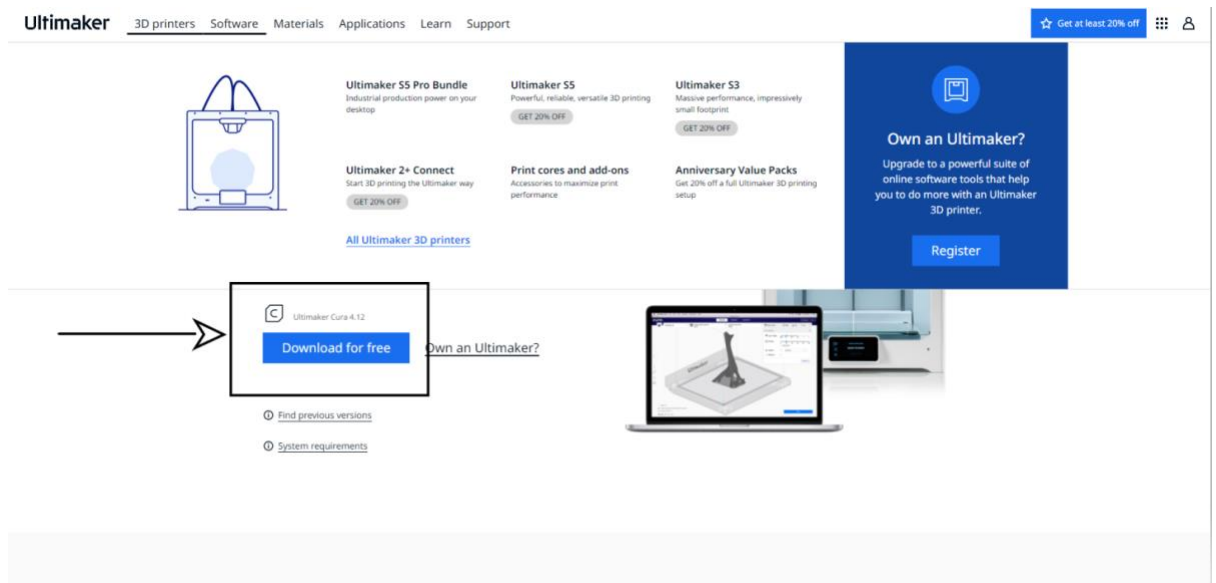 Ultimaker
3D printers Software Materials Applications Learn Support
Get at least 20% off
Ultimaker S5 Pro Bundle
Industrial production power on your
desktop
Ultimaker S5
Powerful, reliable, versatile 3D printing
GET 20% OFF
Ultimaker S3
Massive performance, impressively
small footprint
GET 20% OFF
Ultimaker 2+ Connect
Start 3D printing the Ultimaker way
GET 20% OFF
Print cores and add-ons
Accessories to maximize print
performance
Anniversary Value Packs
Get 20% off a full Ultimaker 3D printing
setup
All Ultimaker 3D printers
Own an Ultimaker?
Upgrade to a powerful suite of
online software tools that help
you to do more with an Ultimaker
3D printer.
Register
Ultimaker Cura 4.12
Download for free
Own an Ultimaker?
Find previous versions
System requirements